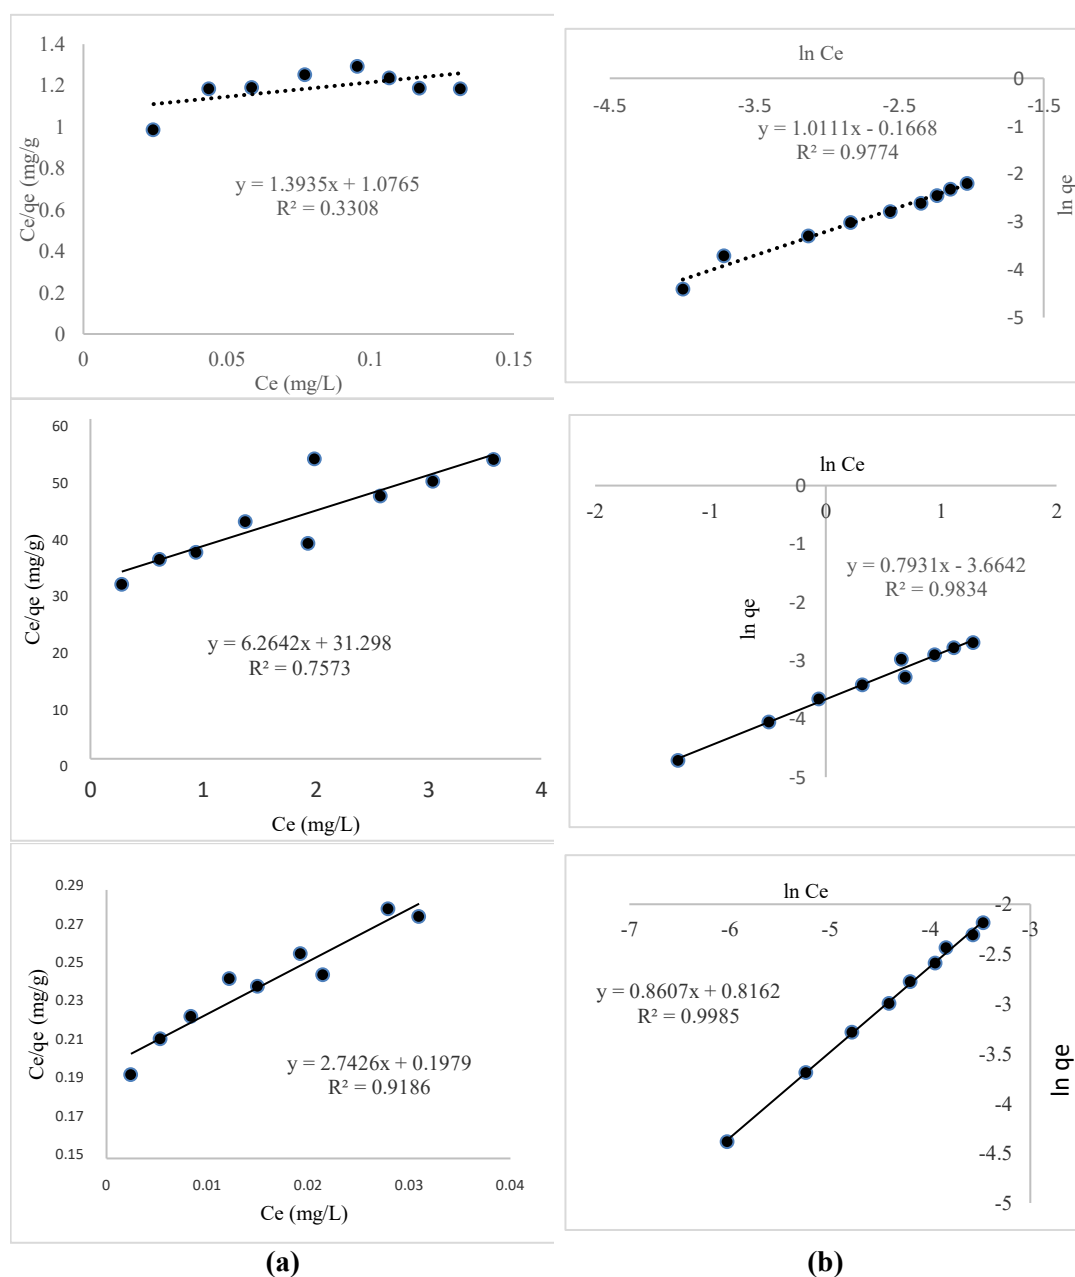 1.4
1.2
1
0.8
0.6
0.4
0.2
0
0
0.05
0.1
0.15
Ce/qe (mg/g
y = 1.3935x + 1.0765
R² = 0.3308
Ce (mg/L)
ln Ce
-4.5
-3.5
-2.5
-1.5
0
-1
-2
-3
-4
-5
y = 1.0111x - 0.1668
R² = 0.9774
ln qe
60
50
40
30
20
10
0
0
1
2
3
4
Ce/qe (mg/g)
y = 6.2642x + 31.298
R² = 0.7573
Ce (mg/L)
ln Ce
-2
-1
0
1
2
0
-1
-2
-3
-4
-5
y = 0.7931x - 3.6642
R² = 0.9834
ln qe
0.29
0.27
0.25
0.23
0.21
0.19
0.17
0.15
0
0.01
0.02
0.03
0.04
Ce/qe (mg/g)
y = 2.7426x + 0.1979
R² = 0.9186
Ce (mg/L)
ln Ce
-7
-6
-5
-4
-3
-2
-2.5
-3
-3.5
-4
-4.5
-5
y = 0.8607x + 0.8162
R² = 0.9985
ln qe
(a)
(b)